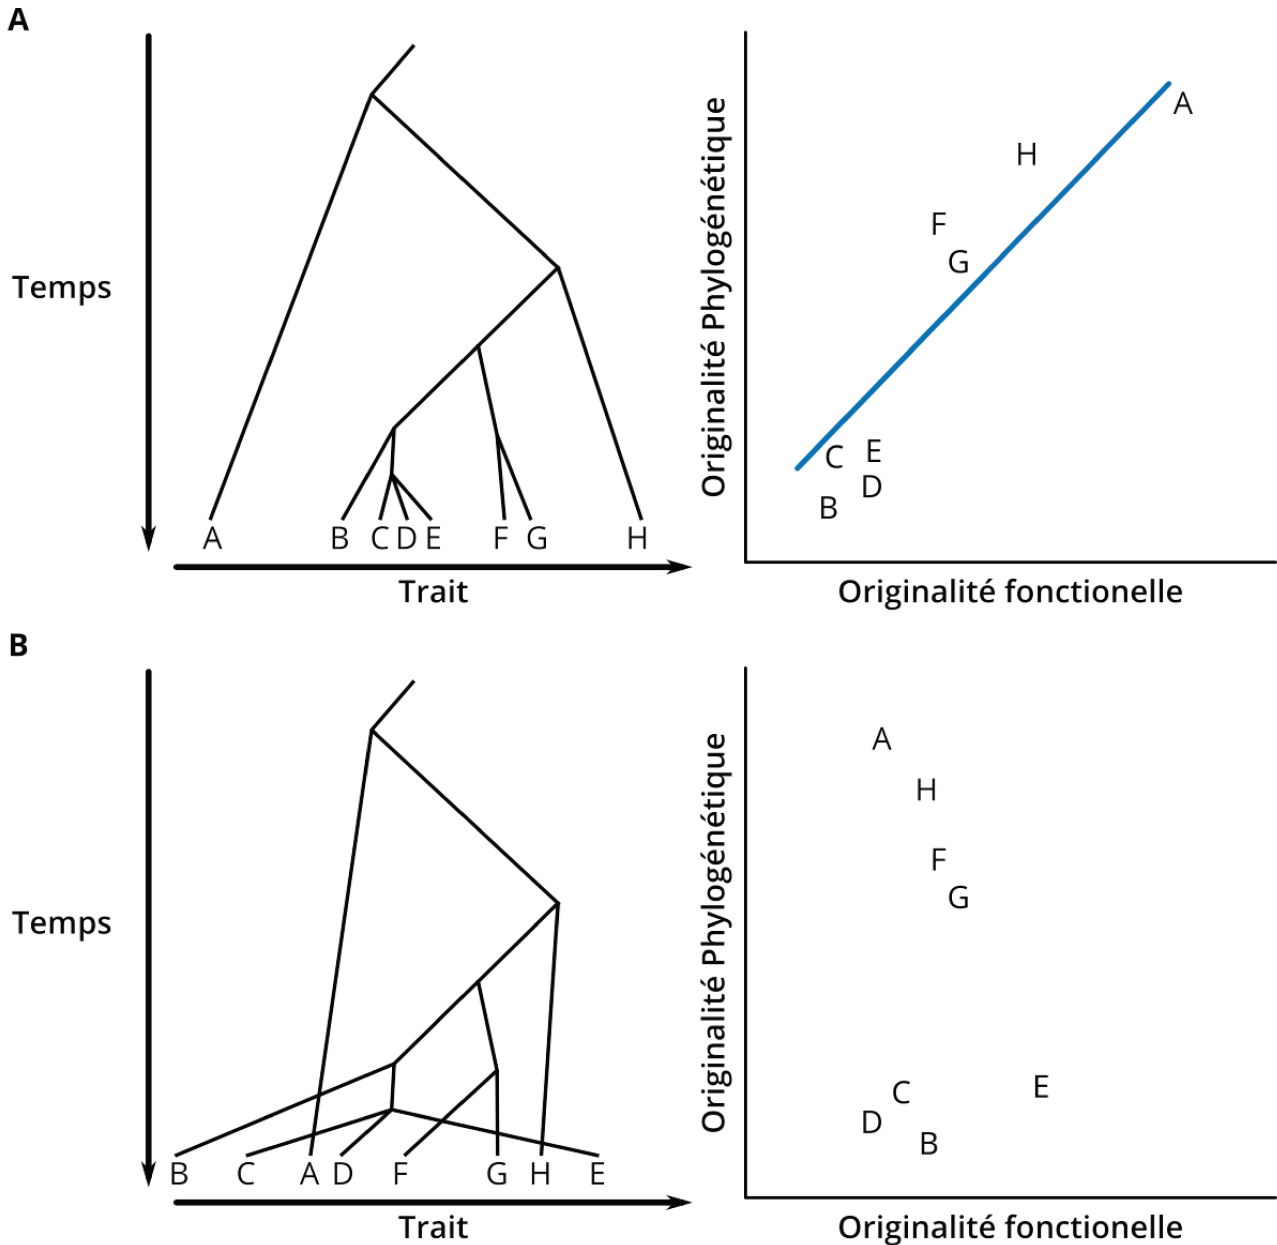 A
Temps
A B C D E F G H
Trait
Originalité Phylogénétique
A
H
F
G
C E
D
B
Originalité fonctionelle
B
Temps
B C A D F G H E
Trait
Originalité Phylogénétique
A
H
F
G
E
C
D
B
Originalité fonctionelle